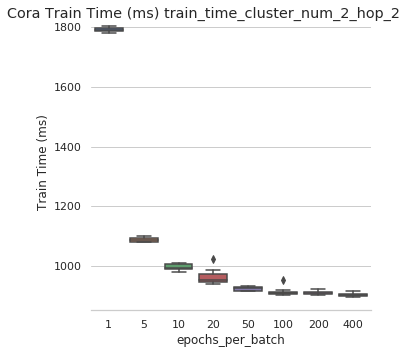 Cora Train Time (ms) train_time_cluster_num_2_hop_2
1800
1600
1400
1200
1000
Train Time (ms)
1 5 10 20 50 100 200 400
epochs_per_batch